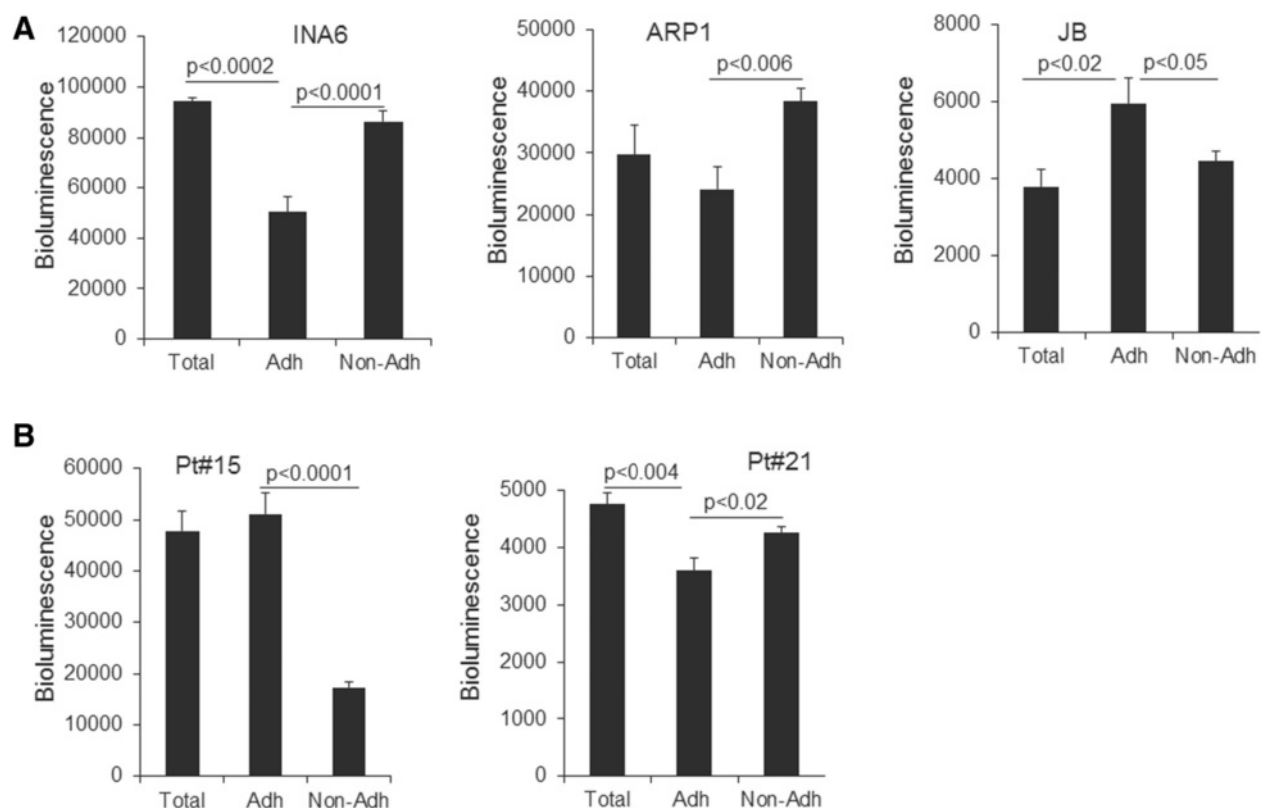 A
INA6
Bioluminescence
120000
100000
80000
60000
40000
20000
0
p<0.0002
p<0.0001
Total Adh Non-Adh
ARP1
Bioluminescence
50000
40000
30000
20000
10000
0
p<0.006
Total Adh Non-Adh
JB
Bioluminescence
8000
6000
4000
2000
0
p<0.02 p<0.05
Total Adh Non-Adh
B
Pt#15
Bioluminescence
60000
50000
40000
30000
20000
10000
0
p<0.0001
Total Adh Non-Adh
Pt#21
Bioluminescence
5000
4000
3000
2000
1000
0
p<0.004
p<0.02
Total Adh Non-Adh